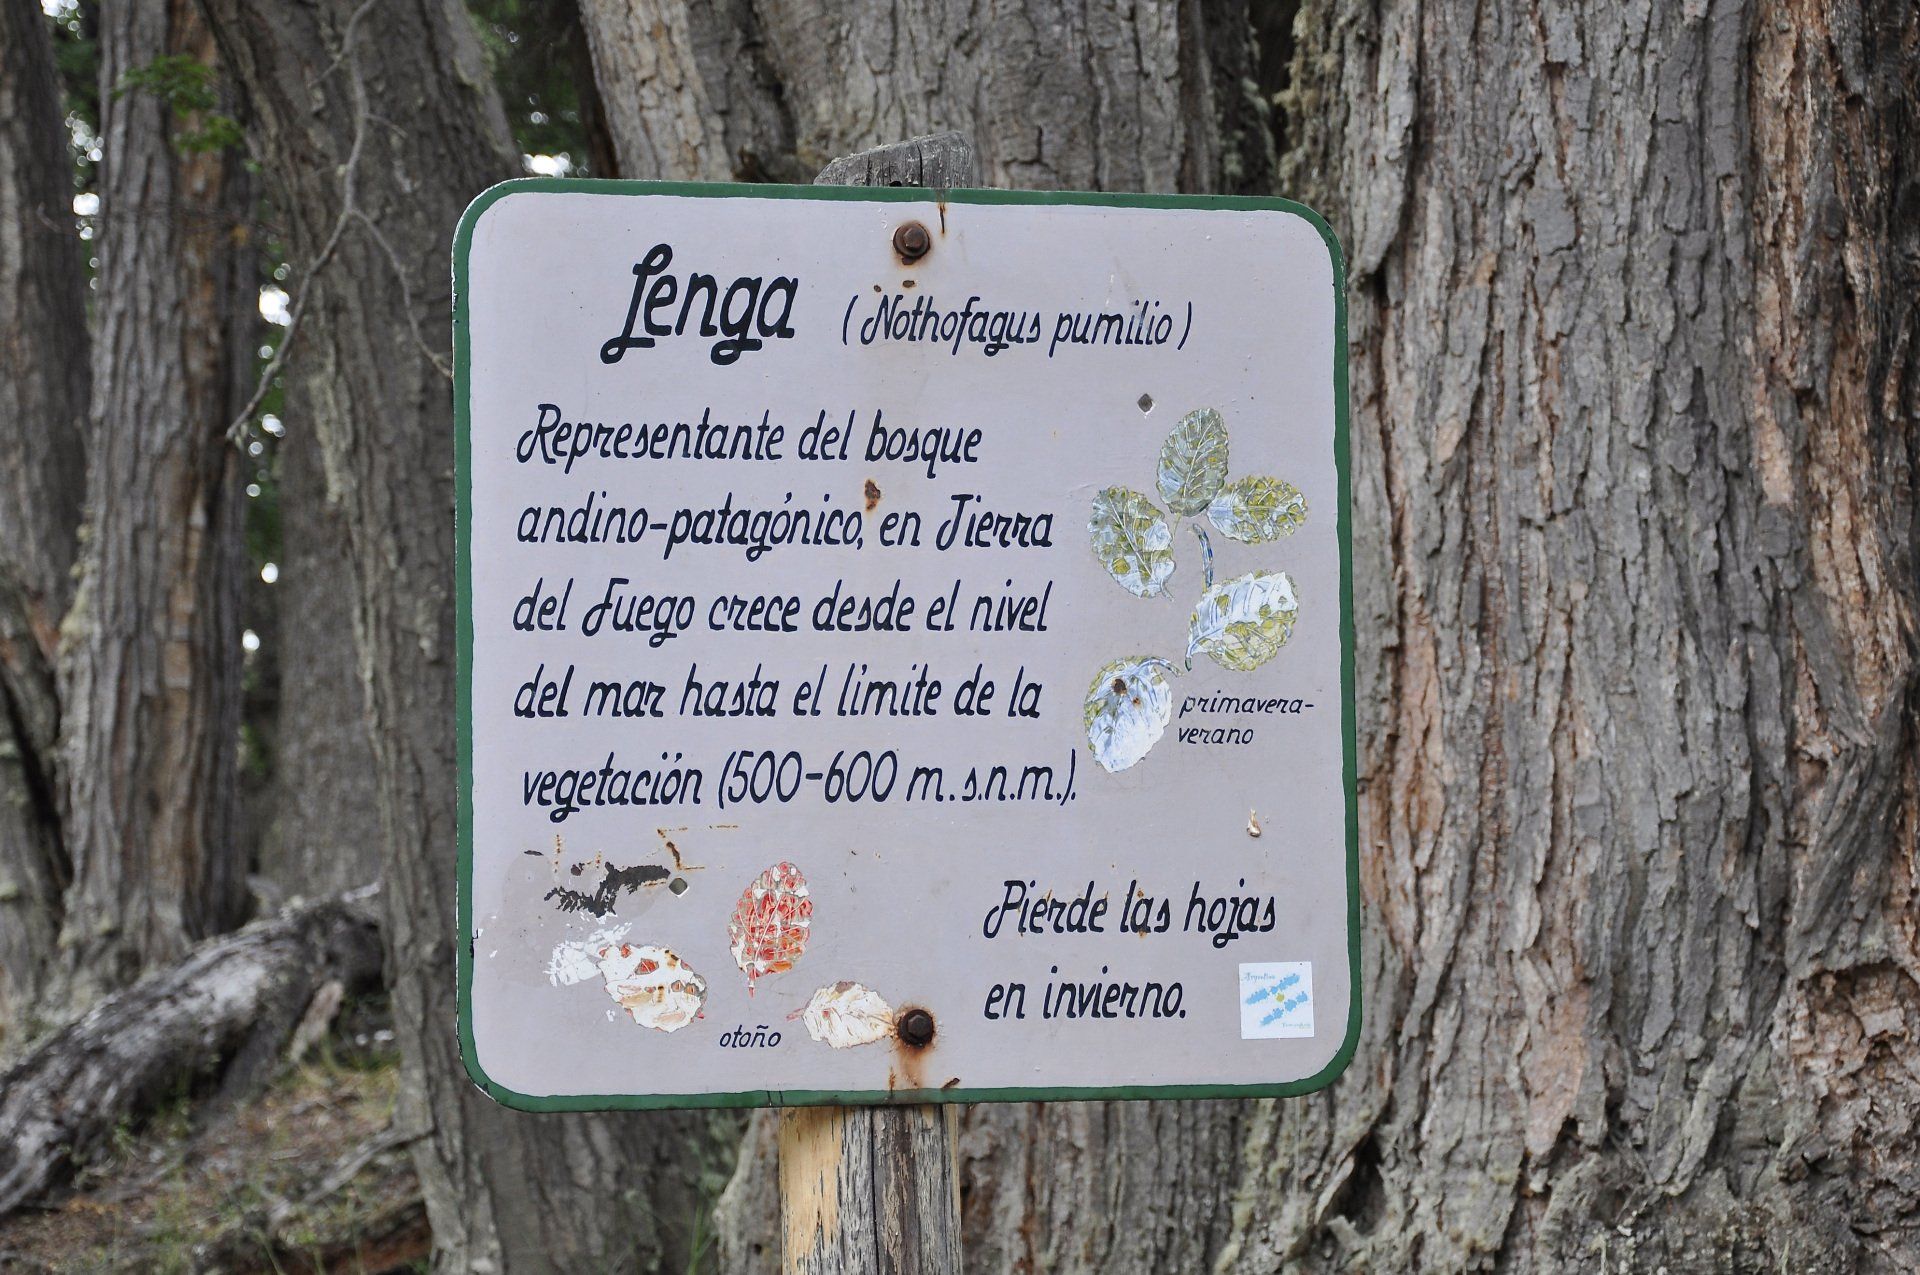 Lenga (Nothofagus pumilio)
Representante del bosque
andino-patagónico, en Tierra
del Fuego crece desde el nivel
del mar hasta el límite de la
vegetación (500-600 m.s.n.m.).
primavera-
verano
otoño
Pierde las hojas
en invierno.